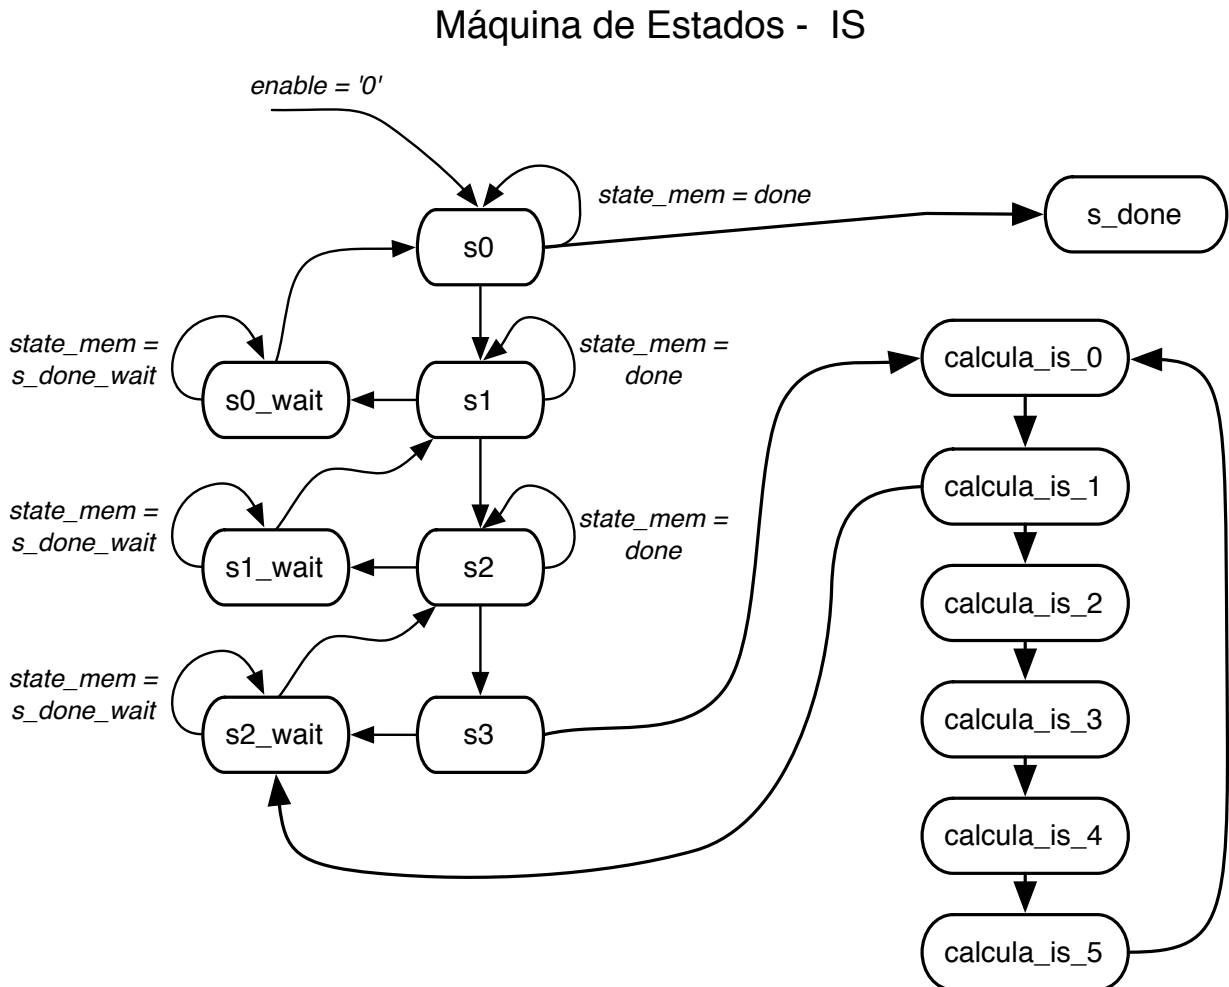 Máquina de Estados -  IS
enable = '0'
state_mem = done
s_done
s0
state_mem =
s_done_wait
state_mem =
done
calcula_is_0
s0_wait
s1
calcula_is_1
state_mem =
s_done_wait
state_mem =
done
s1_wait
s2
calcula_is_2
state_mem =
s_done_wait
calcula_is_3
s2_wait
s3
calcula_is_4
calcula_is_5